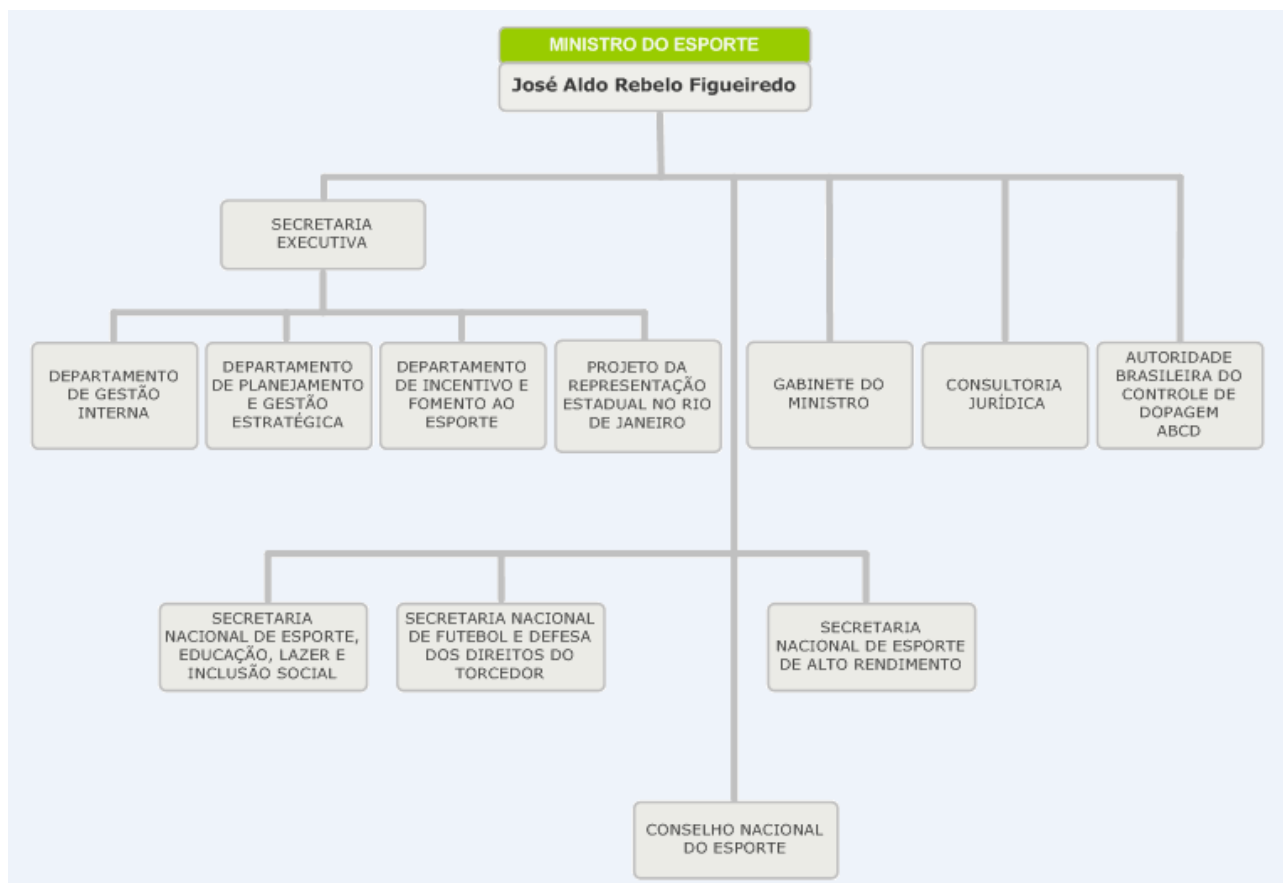 MINISTRO DO ESPORTE
José Aldo Rebelo Figueiredo
SECRETARIA
EXECUTIVA
DEPARTAMENTO
DE GESTÃO
INTERNA
DEPARTAMENTO
DE PLANEJAMENTO
E GESTÃO
ESTRATÉGICA
DEPARTAMENTO
DE INCENTIVO E
FOMENTO AO
ESPORTE
PROJETO DA
REPRESENTAÇÃO
ESTADUAL NO RIO
DE JANEIRO
GABINETE DO
MINISTRO
CONSULTORIA
JURÍDICA
AUTORIDADE
BRASILEIRA DO
CONTROLE DE
DOPAGEM
ABCD
SECRETARIA
NACIONAL DE ESPORTE,
EDUCAÇÃO, LAZER E
INCLUSÃO SOCIAL
SECRETARIA NACIONAL
DE FUTEBOL E DEFESA
DOS DIREITOS DO
TORCEDOR
SECRETARIA
NACIONAL DE ESPORTE
DE ALTO RENDIMENTO
CONSELHO NACIONAL
DO ESPORTE